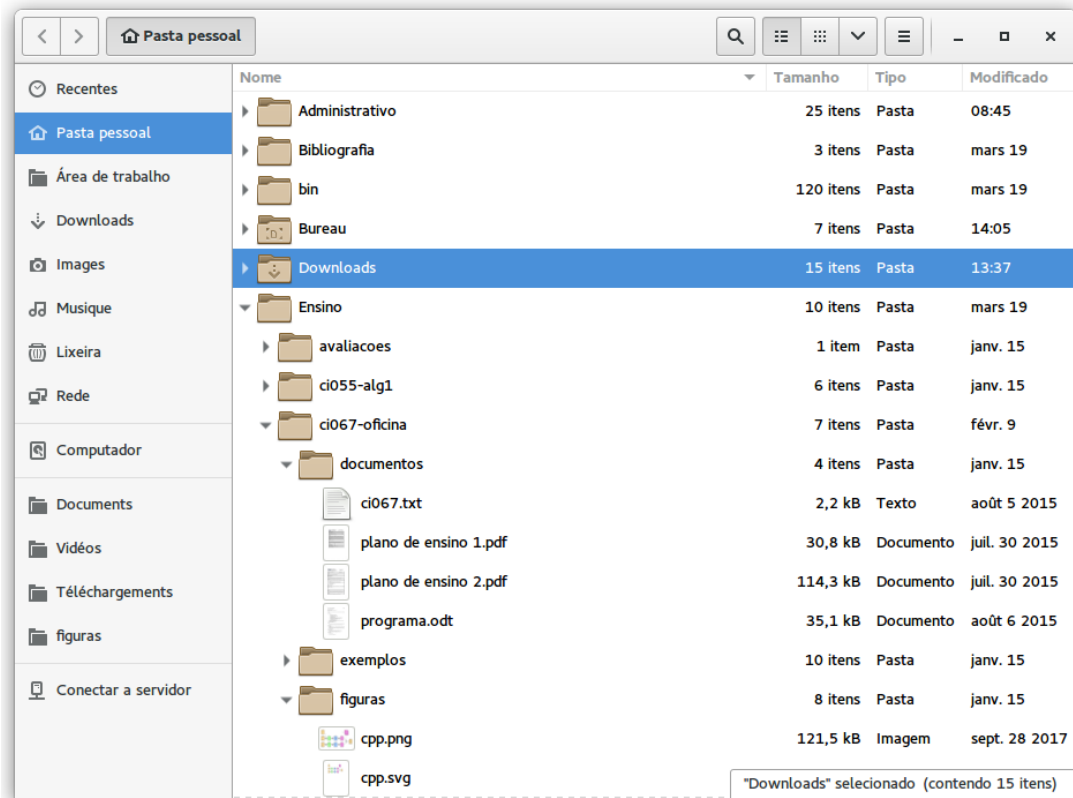 Pasta pessoal
Recentes
Pasta pessoal
Área de trabalho
Downloads
Images
Musique
Lixeira
Rede
Computador
Documents
Vidéos
Téléchargements
figuras
Conectar a servidor
Nome Tamanho Tipo Modificado
Administrativo 25 itens Pasta 08:45
Bibliografia 3 itens Pasta mars 19
bin 120 itens Pasta mars 19
Bureau 7 itens Pasta 14:05
Downloads 15 itens Pasta 13:37
Ensino 10 itens Pasta mars 19
avaliacoes 1 item Pasta janv. 15
ci055-alg1 6 itens Pasta janv. 15
ci067-oficina 7 itens Pasta févr. 9
documentos 4 itens Pasta janv. 15
ci067.txt 2,2 kB Texto août 5 2015
plano de ensino 1.pdf 30,8 kB Documento juil. 30 2015
plano de ensino 2.pdf 114,3 kB Documento juil. 30 2015
programa.odt 35,1 kB Documento août 6 2015
exemplos 10 itens Pasta janv. 15
figuras 8 itens Pasta janv. 15
cpp.png 121,5 kB Imagem sept. 28 2017
cpp.svg
"Downloads" selecionado (contendo 15 itens)